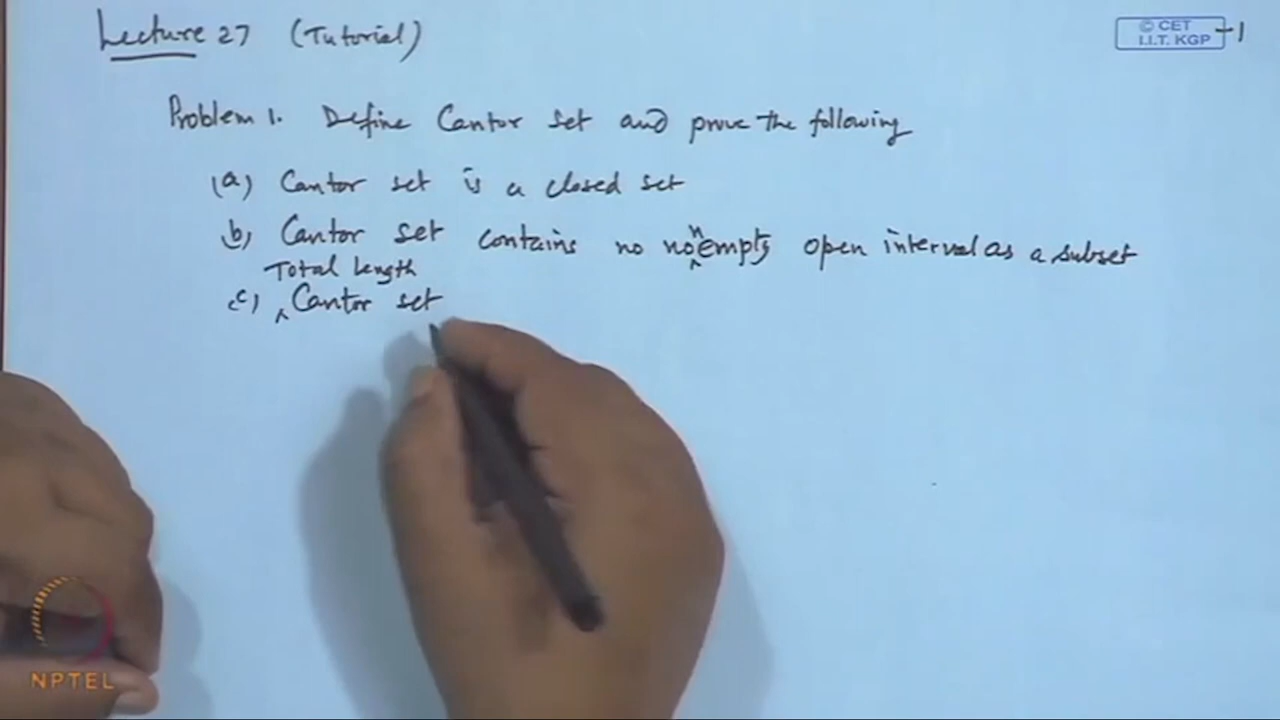 Lecture 27 (Tutorial)
© CET
I.I.T. KGP
-1
Problem 1. Define Cantor set and prove the following
(a) Cantor set is a closed set
(b) Cantor set contains no nonempty open interval as a subset
Total Length
(c) Cantor set
NPTEL